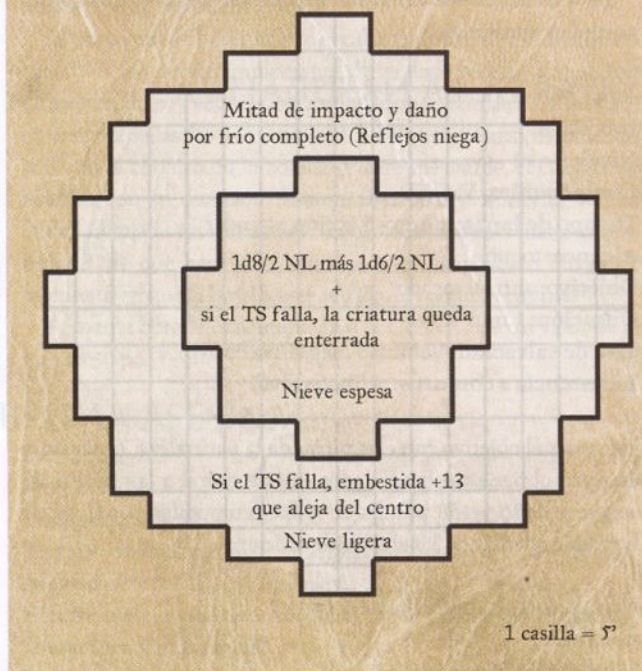 Mitad de impacto y daño
por frío completo (Reflejos niega)
1d8/2 NL más 1d6/2 NL
+
si el TS falla, la criatura queda
enterrada
Nieve espesa
Si el TS falla, embestida +13
que aleja del centro
Nieve ligera
1 casilla = 5'